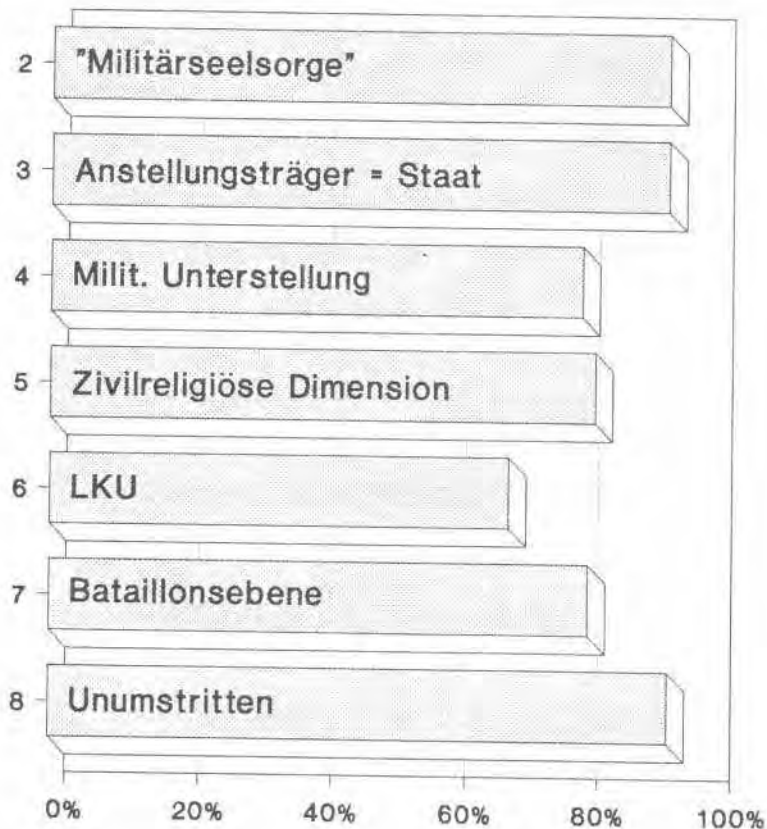 2 "Militärseelsorge"
3 Anstellungsträger = Staat
4 Milit. Unterstellung
5 Zivilreligiöse Dimension
6 LKU
7 Bataillonsebene
8 Unumstritten
0% 20% 40% 60% 80% 100%